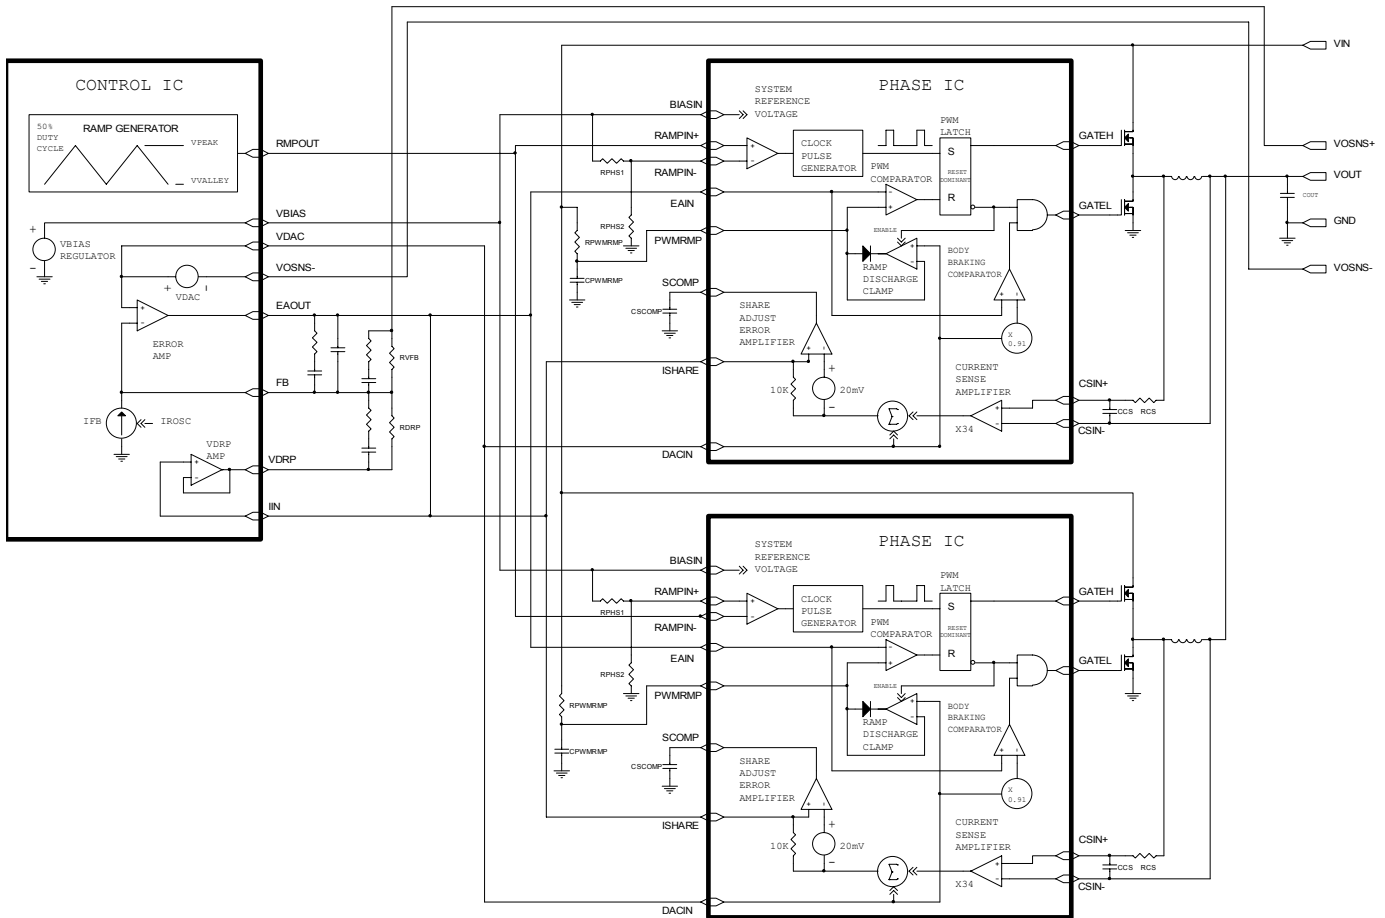 CONTROL IC
50%
DUTY
CYCLE
RAMP GENERATOR
VPEAK
VVALLEY
RMPOUT
VBIAS
+
-
VBIAS
REGULATOR
VDAC
VOSNS-
+
-
VDAC
EAOUT
+
-
ERROR
AMP
FB
IFB
IROSC
VDRP
AMP
+
-
VDRP
IIN
RVFB
RDRP
VIN
VOSNS+
VOUT
COUT
GND
VOSNS-
PHASE IC
BIASIN
SYSTEM
REFERENCE
VOLTAGE
RAMPIN+
RAMPIN-
RPHS1
RPHS2
+
-
CLOCK
PULSE
GENERATOR
PWM
LATCH
S
RESET
DOMINANT
R
GATEH
EAIN
PWM
COMPARATOR
-
+
PWMRMP
RPWMRMP
CPWMRMP
ENABLE
+
-
RAMP
DISCHARGE
CLAMP
BODY
BRAKING
COMPARATOR
+
-
GATEL
SCOMP
CSCOMP
SHARE
ADJUST
ERROR
AMPLIFIER
+
-
X
0.91
ISHARE
10K
+
-
20mV
Σ
CURRENT
SENSE
AMPLIFIER
+
-
X34
CSIN+
CSIN-
CCS
RCS
DACIN
PHASE IC
BIASIN
SYSTEM
REFERENCE
VOLTAGE
RAMPIN+
RAMPIN-
RPHS1
RPHS2
+
-
CLOCK
PULSE
GENERATOR
PWM
LATCH
S
RESET
DOMINANT
R
GATEH
EAIN
PWM
COMPARATOR
-
+
PWMRMP
RPWMRMP
CPWMRMP
ENABLE
+
-
RAMP
DISCHARGE
CLAMP
BODY
BRAKING
COMPARATOR
+
-
GATEL
SCOMP
CSCOMP
SHARE
ADJUST
ERROR
AMPLIFIER
+
-
X
0.91
ISHARE
10K
+
-
20mV
Σ
CURRENT
SENSE
AMPLIFIER
+
-
X34
CSIN+
CSIN-
CCS
RCS
DACIN